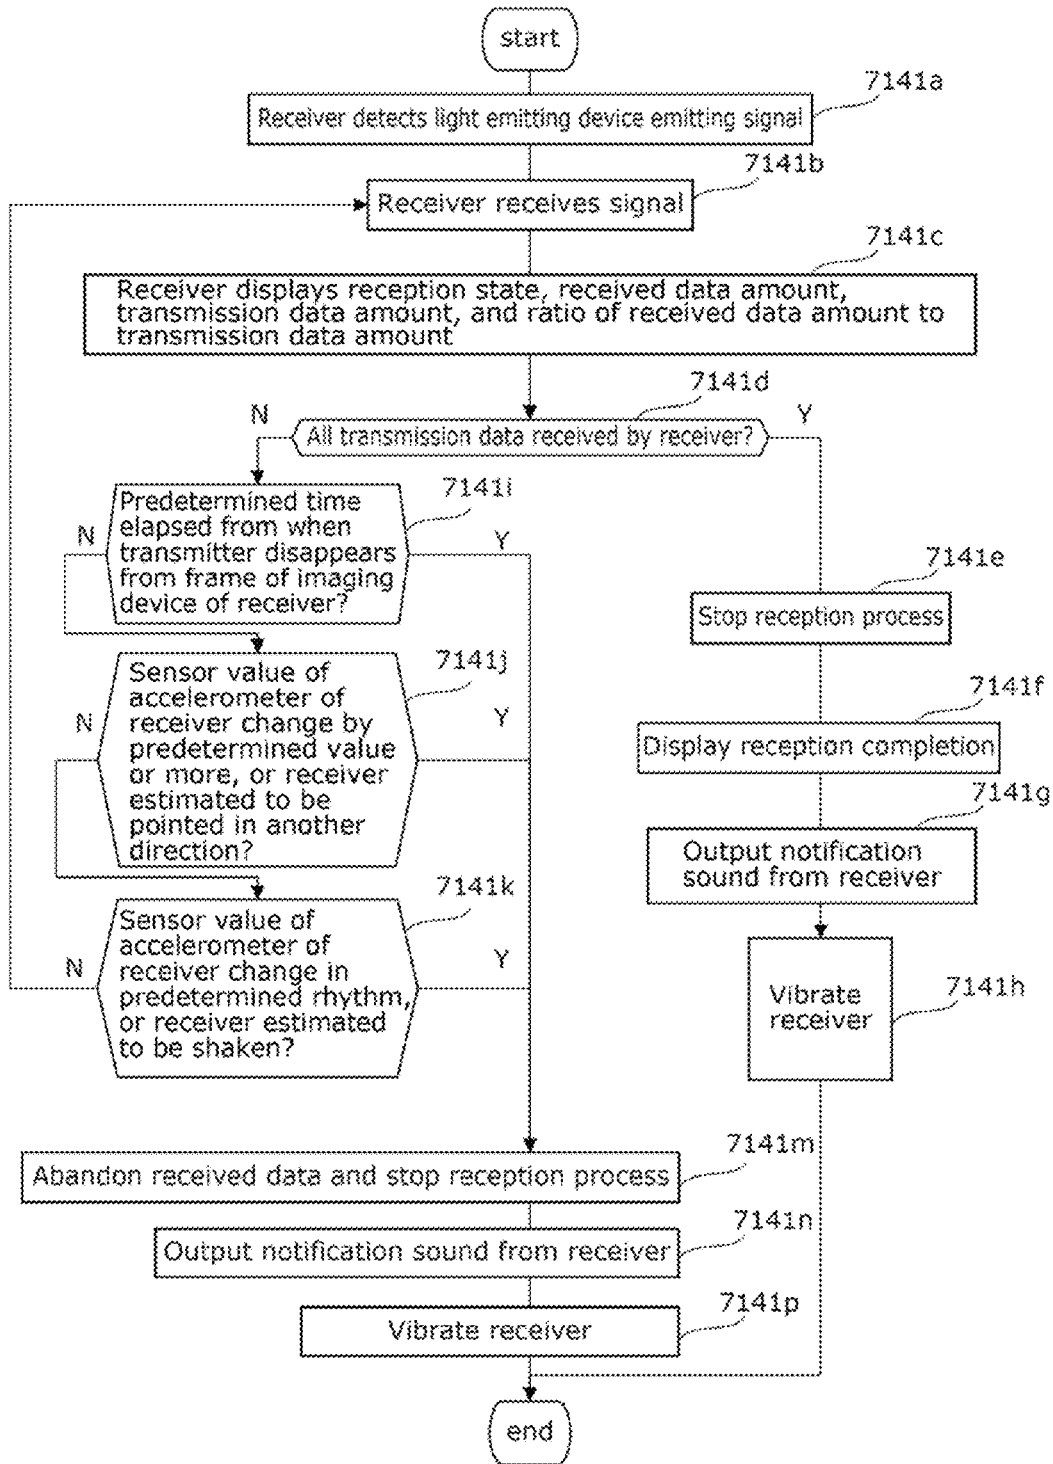 start
7141a
Receiver detects light emitting device emitting signal
7141b
Receiver receives signal
7141c
Receiver displays reception state, received data amount,
transmission data amount, and ratio of received data amount to
transmission data amount
7141d
N
Y
All transmission data received by receiver?
7141i
Predetermined time
elapsed from when
transmitter disappears
from frame of imaging
device of receiver?
N
Y
7141e
Stop reception process
7141j
Sensor value of
accelerometer of
receiver change by
predetermined value
or more, or receiver
estimated to be
pointed in another
direction?
N
Y
7141f
Display reception completion
7141g
Output notification
sound from receiver
7141k
Sensor value of
accelerometer of
receiver change in
predetermined rhythm,
or receiver estimated
to be shaken?
N
Y
7141h
Vibrate
receiver
7141m
Abandon received data and stop reception process
7141n
Output notification sound from receiver
7141p
Vibrate receiver
end